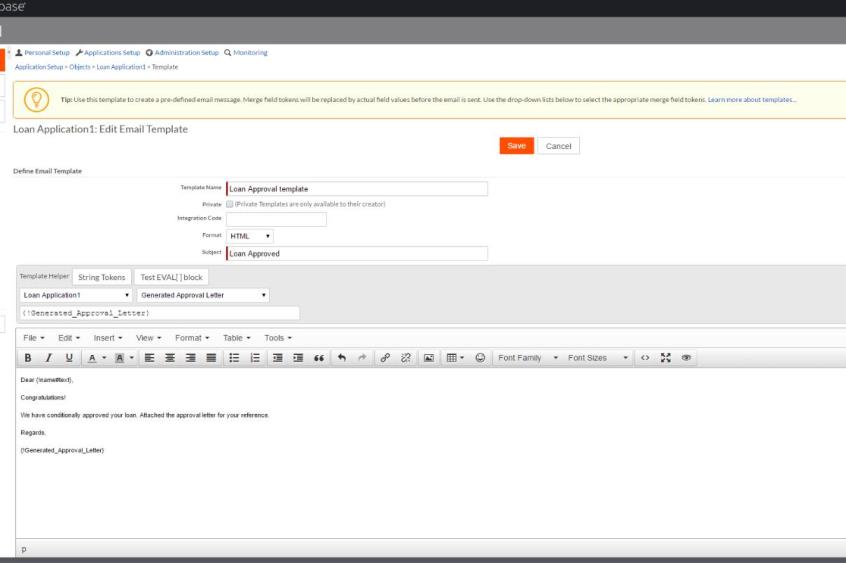 base
Personal Setup Applications Setup Administration Setup Monitoring
Application Setup > Objects > Loan Application1 > Template
Tip: Use this template to create a pre-defined email message. Merge field tokens will be replaced by actual field values before the email is sent. Use the drop-down lists below to select the appropriate merge field tokens. Learn more about templates...
Loan Application1: Edit Email Template
Save Cancel
Define Email Template
Template Name Loan Approval template
Private (Private Templates are only available to their creator)
Integration Code
Format HTML
Subject Loan Approved
Template Helper String Tokens Test EVAL[ ] block
Loan Application1 Generated Approval Letter
{!Generated_Approval_Letter}
File Edit Insert View Format Table Tools
B I U A A Font Family Font Sizes
Dear {!name#text},
Congratulations!
We have conditionally approved your loan. Attached the approval letter for your reference.
Regards,
{!Generated_Approval_Letter}
p